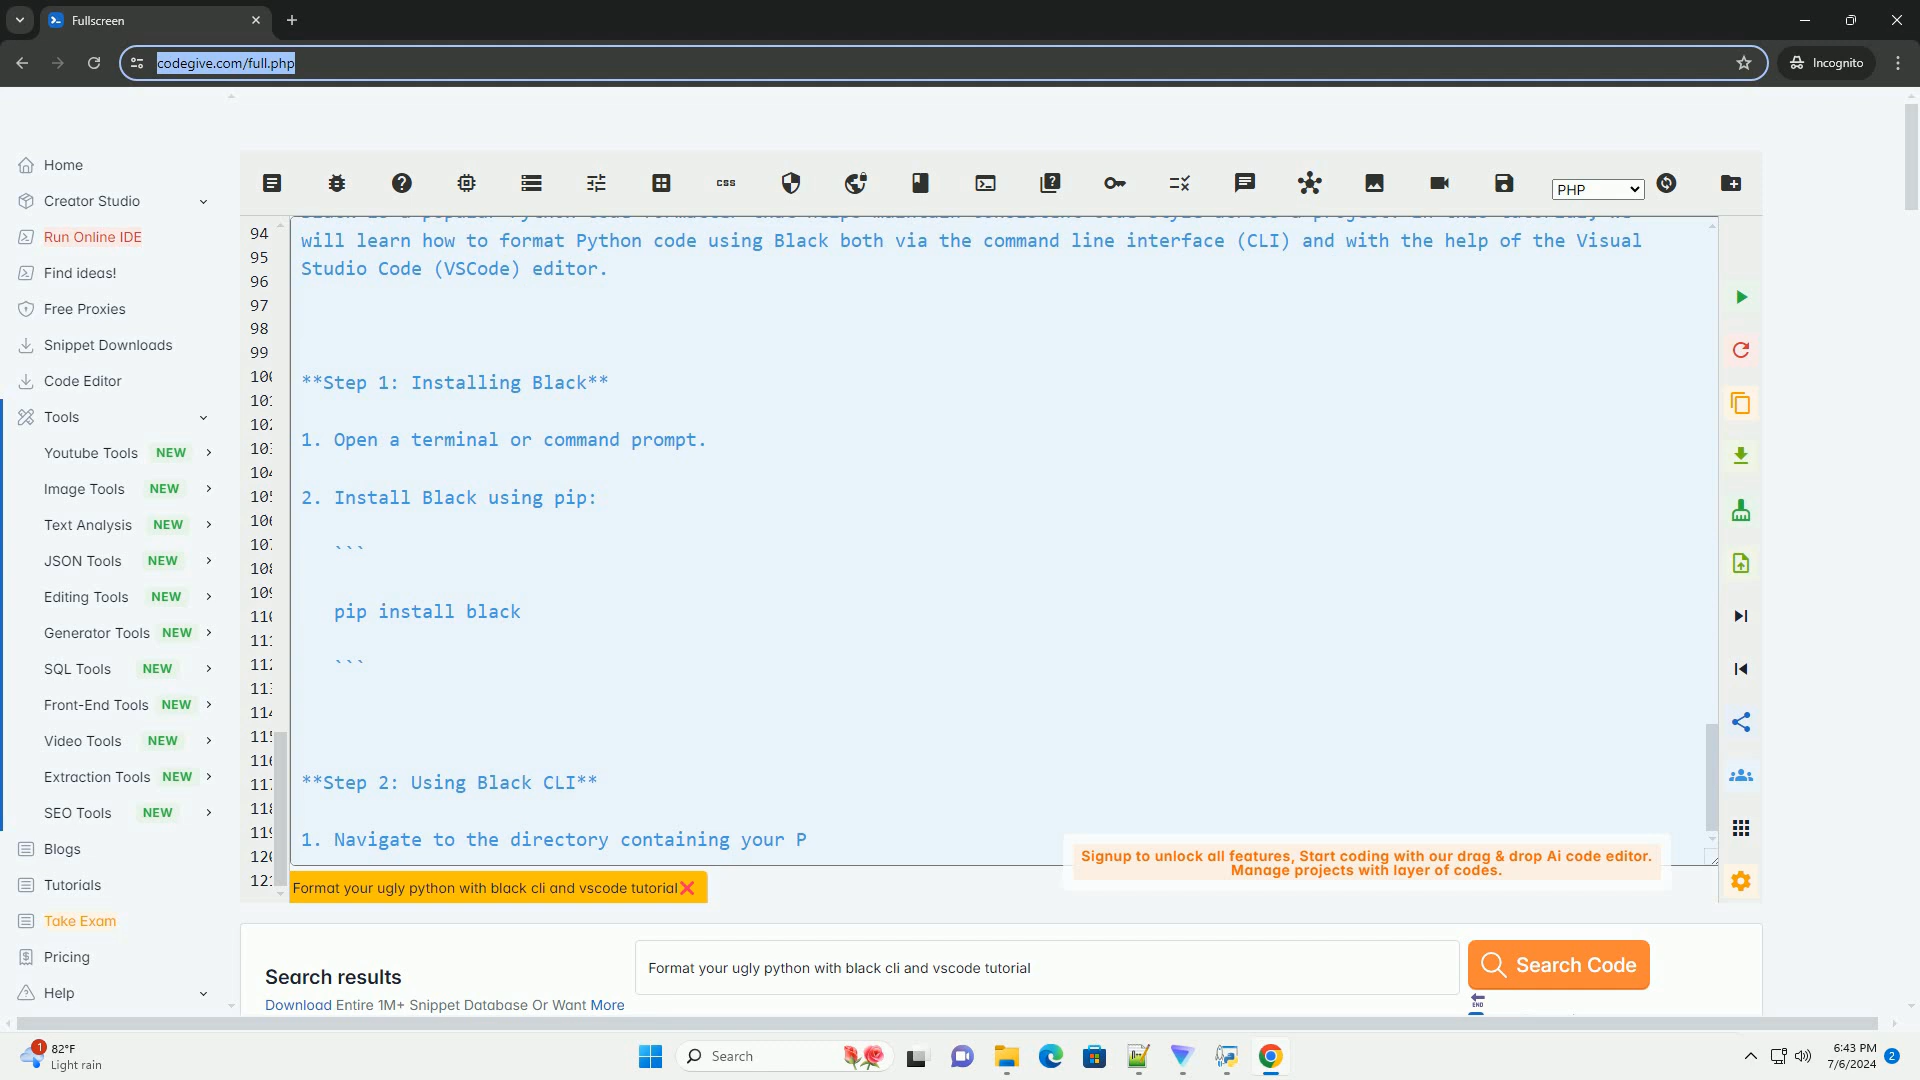 Fullscreen
codegive.com/full.php
Incognito
Home
Creator Studio
Run Online IDE
Find ideas!
Free Proxies
Snippet Downloads
Code Editor
Tools
Youtube Tools NEW
Image Tools NEW
Text Analysis NEW
JSON Tools NEW
Editing Tools NEW
Generator Tools NEW
SQL Tools NEW
Front-End Tools NEW
Video Tools NEW
Extraction Tools NEW
SEO Tools NEW
Blogs
Tutorials
Take Exam
Pricing
Help
css
PHP
94
95
96
97
98
99
will learn how to format Python code using Black both via the command line interface (CLI) and with the help of the Visual
Studio Code (VSCode) editor.
**Step 1: Installing Black**
1. Open a terminal or command prompt.
2. Install Black using pip:
```
pip install black
```
**Step 2: Using Black CLI**
1. Navigate to the directory containing your P
Signup to unlock all features, Start coding with our drag & drop Ai code editor.
Manage projects with layer of codes.
Format your ugly python with black cli and vscode tutorial
Search results
Download Entire 1M+ Snippet Database Or Want More
Format your ugly python with black cli and vscode tutorial
Search Code
END
1
82°F
Light rain
Search
6:43 PM
7/6/2024
2